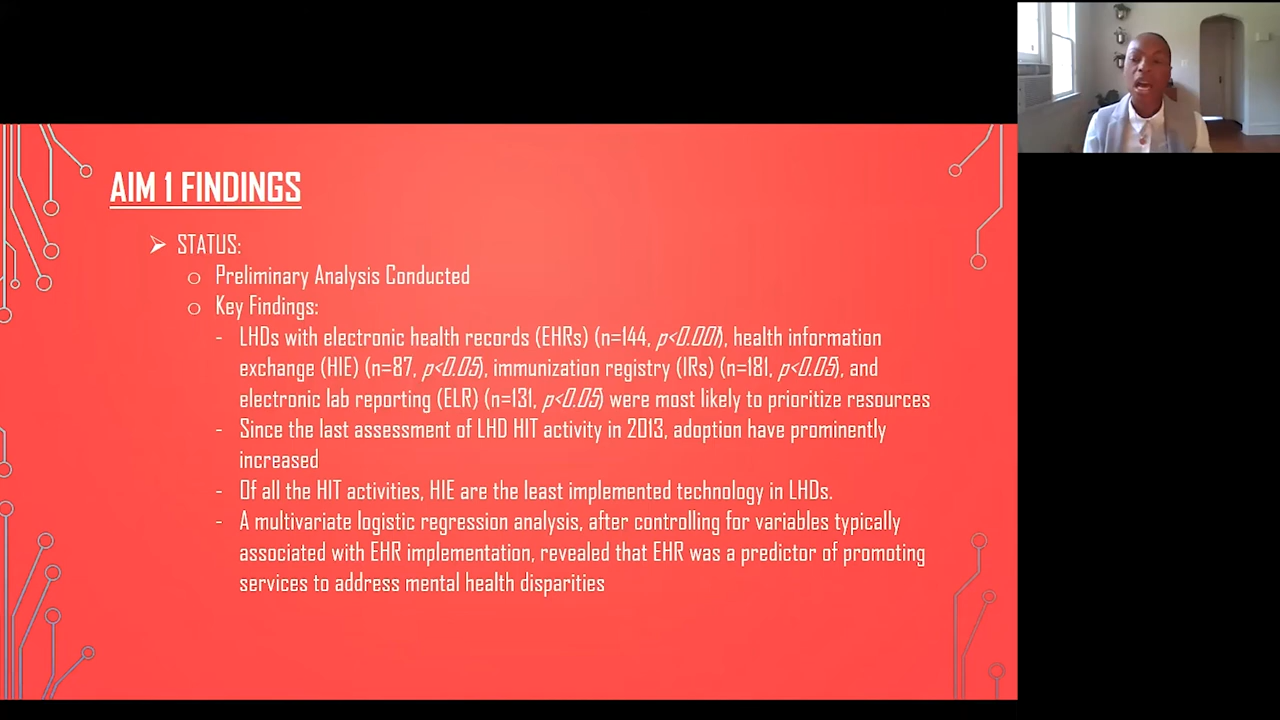 AIM 1 FINDINGS
STATUS:
Preliminary Analysis Conducted
Key Findings:
- LHDs with electronic health records (EHRs) (n=144, p<0.001), health information
exchange (HIE) (n=87, p<0.05), immunization registry (IRs) (n=181, p<0.05), and
electronic lab reporting (ELR) (n=131, p<0.05) were most likely to prioritize resources
- Since the last assessment of LHD HIT activity in 2013, adoption have prominently
increased
- Of all the HIT activities, HIE are the least implemented technology in LHDs.
- A multivariate logistic regression analysis, after controlling for variables typically
associated with EHR implementation, revealed that EHR was a predictor of promoting
services to address mental health disparities